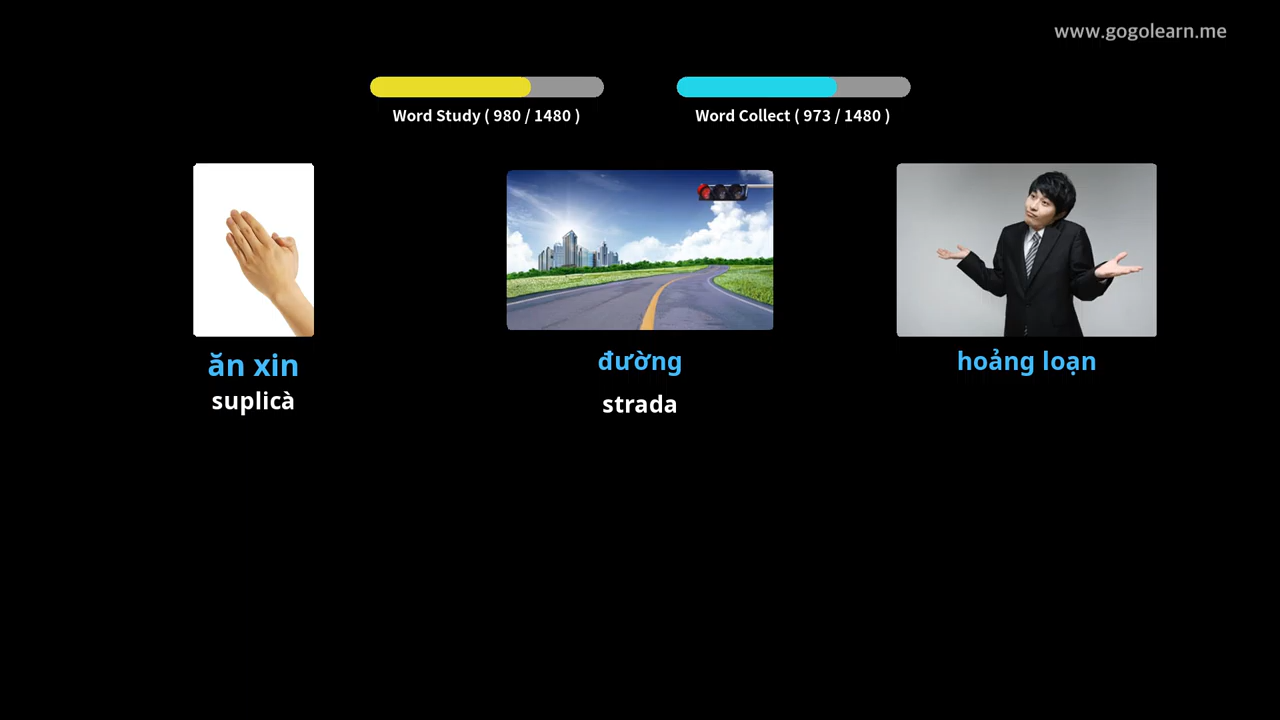 www.gogolearn.me
Word Study ( 980 / 1480 )
Word Collect ( 973 / 1480 )
ăn xin
suplicà
đường
strada
hoảng loạn